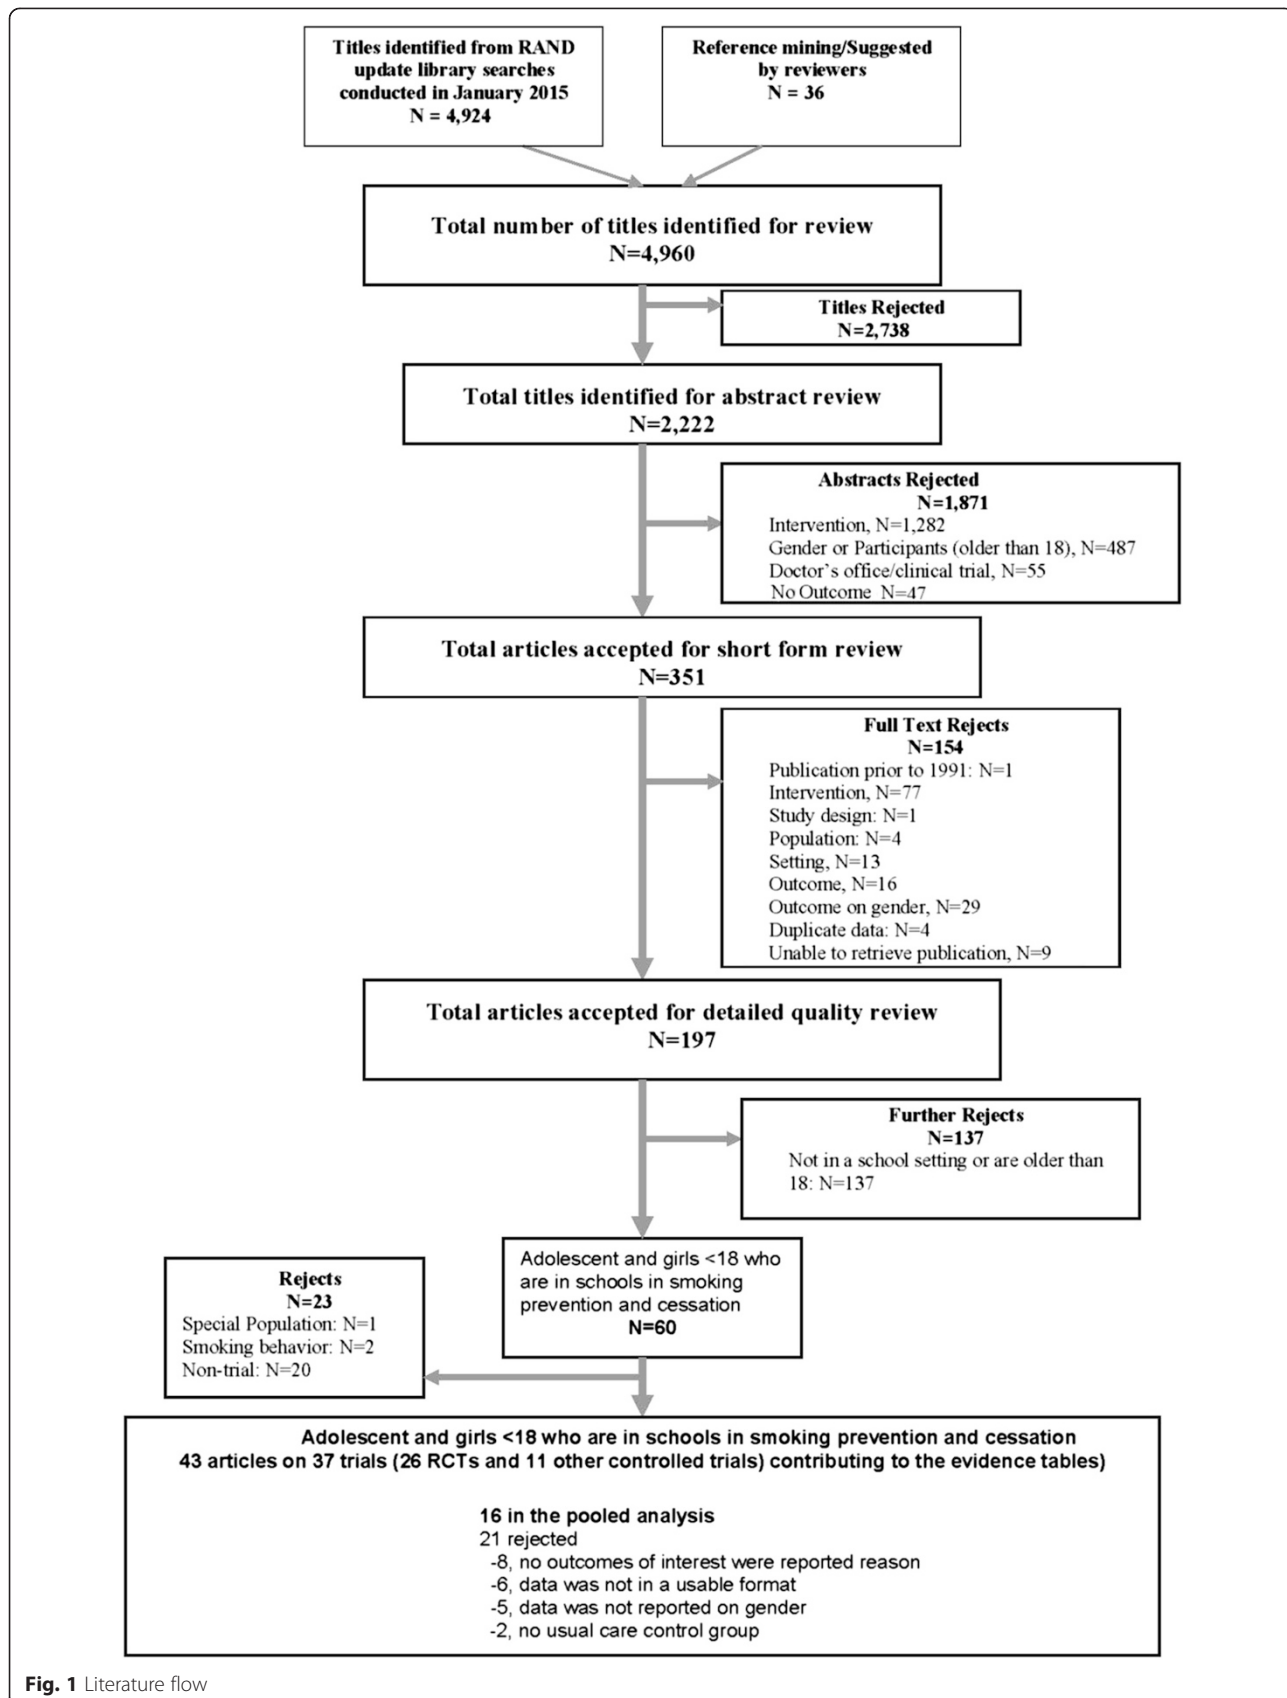 Titles identified from RAND
update library searches
conducted in January 2015
N = 4,924
Reference mining/Suggested
by reviewers
N = 36
Total number of titles identified for review
N=4,960
Titles Rejected
N=2,738
Total titles identified for abstract review
N=2,222
Abstracts Rejected
N=1,871
Intervention, N=1,282
Gender or Participants (older than 18), N=487
Doctor's office/clinical trial, N=55
No Outcome N=47
Total articles accepted for short form review
N=351
Full Text Rejects
N=154
Publication prior to 1991: N=1
Intervention, N=77
Study design: N=1
Population: N=4
Setting, N=13
Outcome, N=16
Outcome on gender, N=29
Duplicate data: N=4
Unable to retrieve publication, N=9
Total articles accepted for detailed quality review
N=197
Further Rejects
N=137
Not in a school setting or are older than
18: N=137
Adolescent and girls <18 who
are in schools in smoking
prevention and cessation
N=60
Rejects
N=23
Special Population: N=1
Smoking behavior: N=2
Non-trial: N=20
Adolescent and girls <18 who are in schools in smoking prevention and cessation
43 articles on 37 trials (26 RCTs and 11 other controlled trials) contributing to the evidence tables)
16 in the pooled analysis
21 rejected
-8, no outcomes of interest were reported reason
-6, data was not in a usable format
-5, data was not reported on gender
-2, no usual care control group
Fig. 1 Literature flow